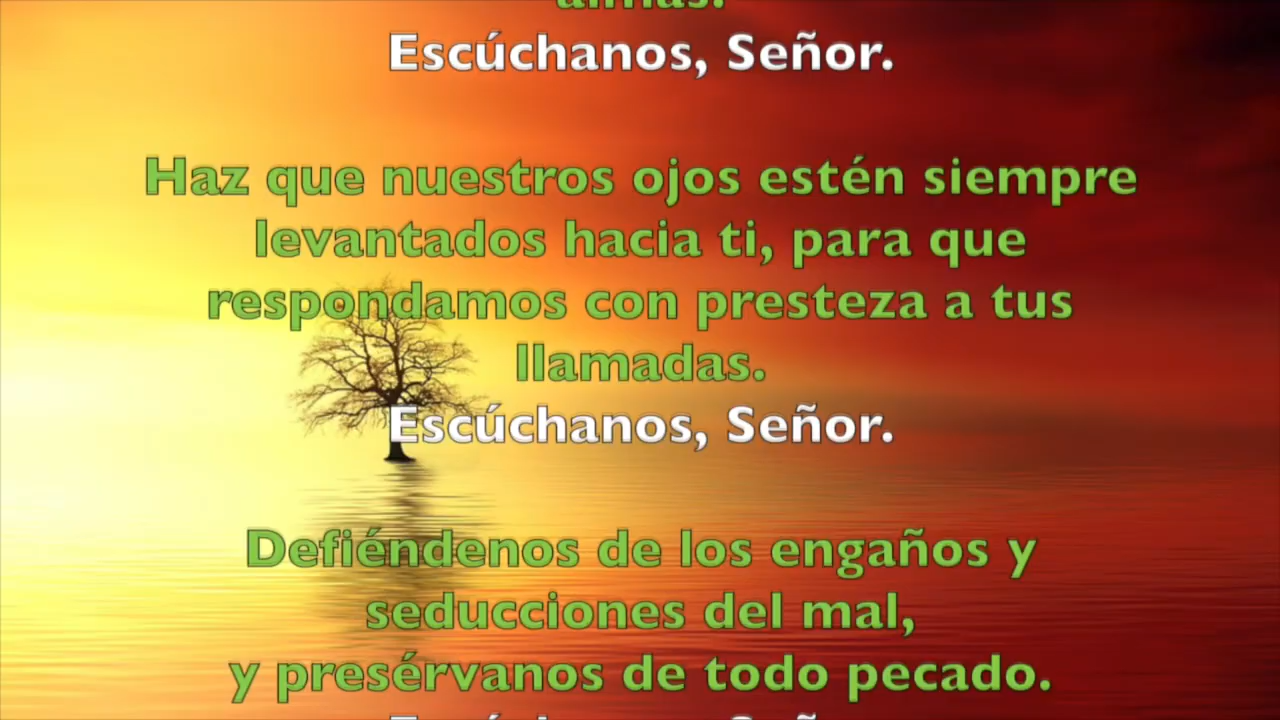 almas.
Escúchanos, Señor.
Haz que nuestros ojos estén siempre
levantados hacia ti, para que
respondamos con presteza a tus
llamadas.
Escúchanos, Señor.
Defiéndenos de los engaños y
seducciones del mal,
y presérvanos de todo pecado.